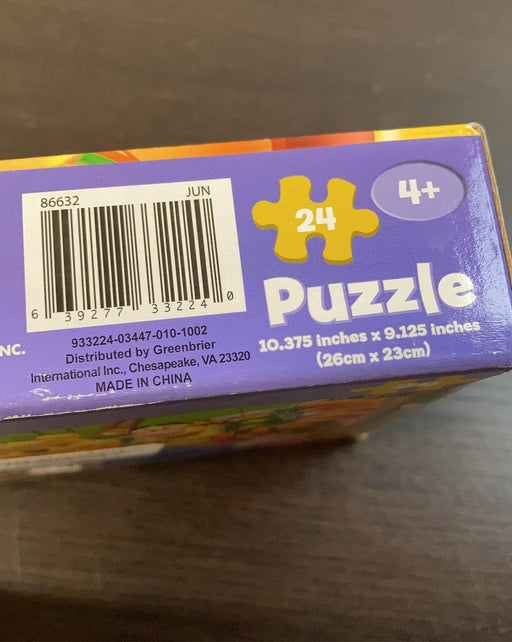 86632 JUN
6 39277 33224 0
933224-03447-010-1002
Distributed by Greenbrier
International Inc., Chesapeake, VA 23320
MADE IN CHINA
NC.
24
4+
Puzzle
10.375 inches x 9.125 inches
(26cm x 23cm)